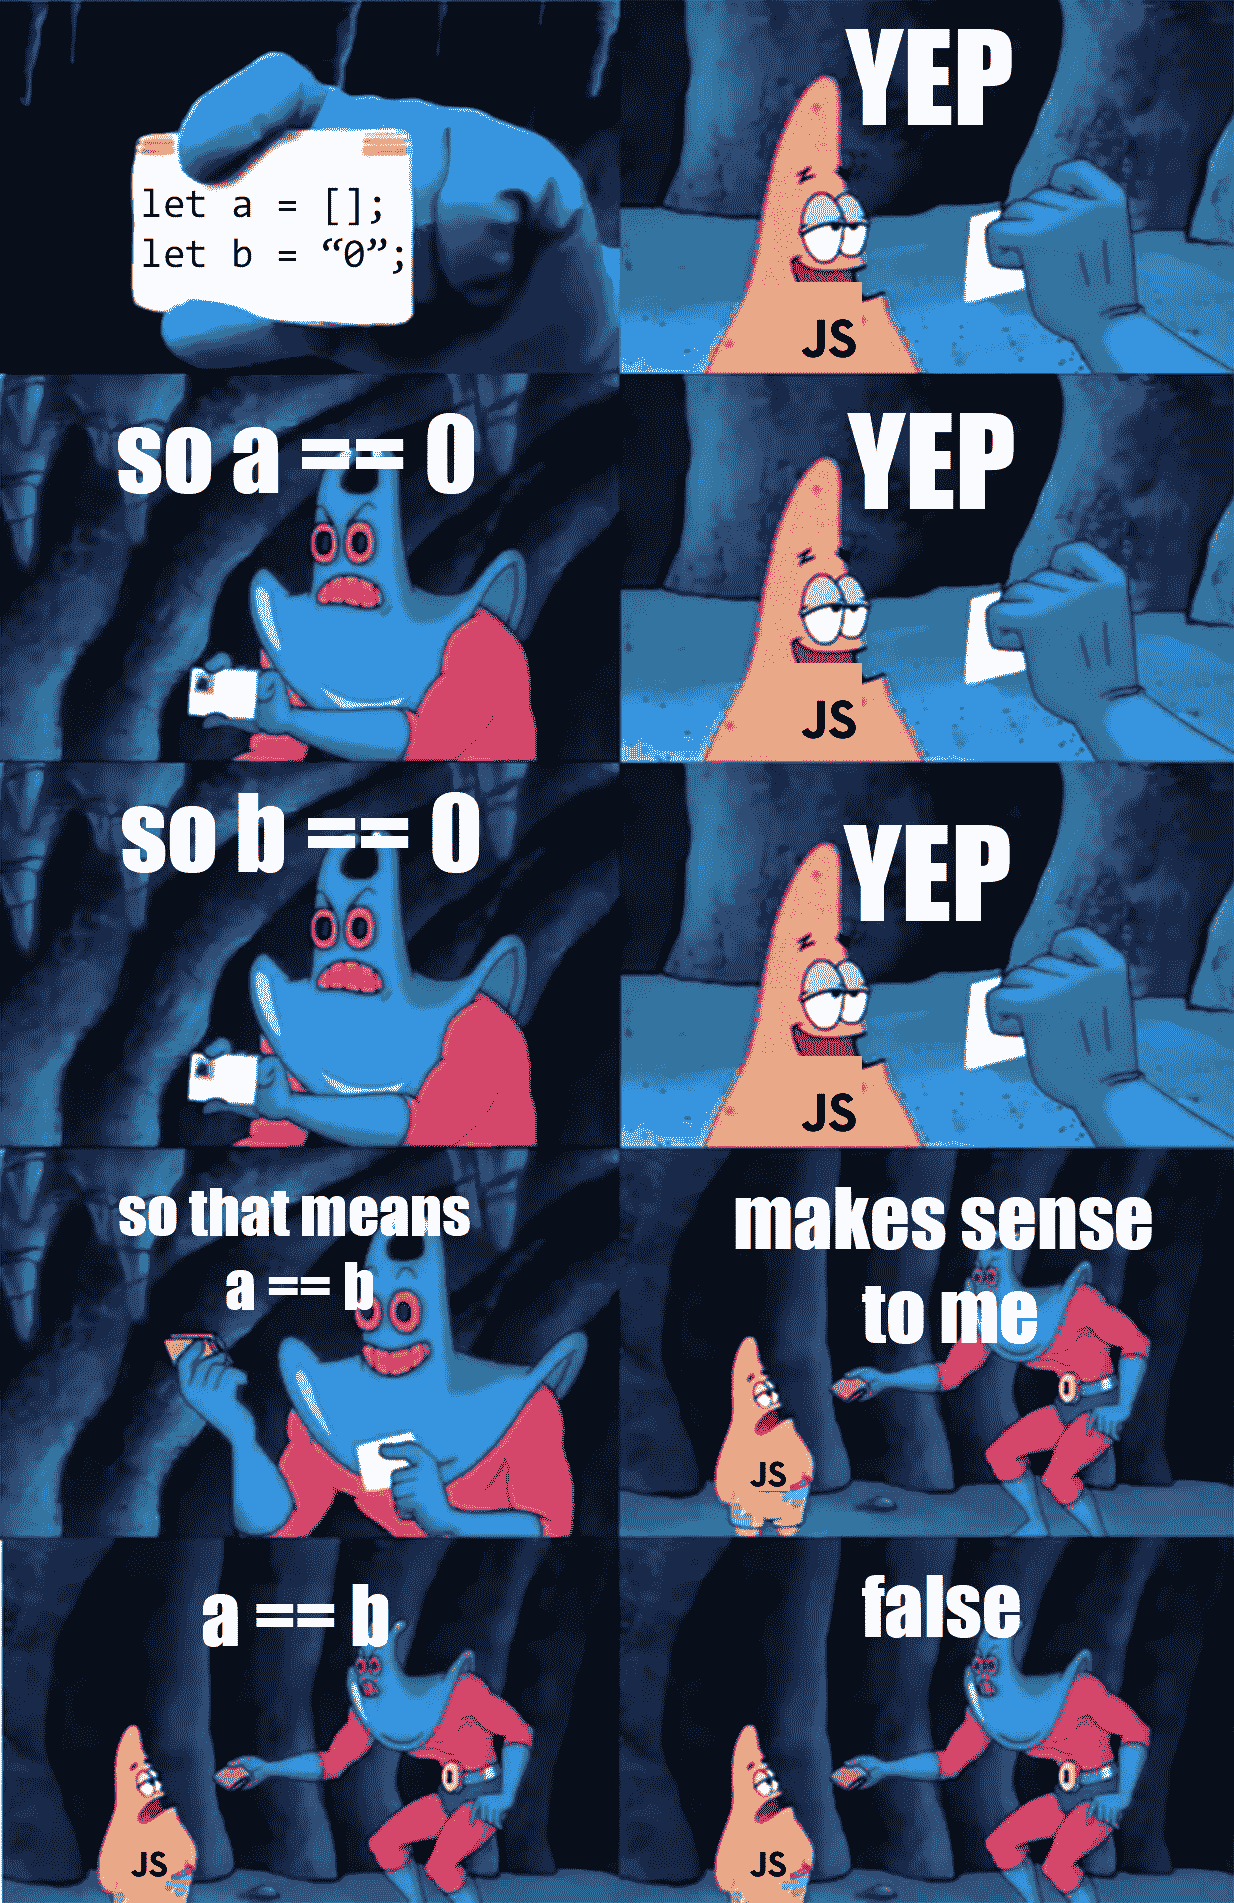 let a = [];
let b = “0”;
YEP
JS
so a == 0
YEP
JS
so b == 0
YEP
JS
so that means
a == b
makes sense
to me
JS
a == b
JS
false
JS